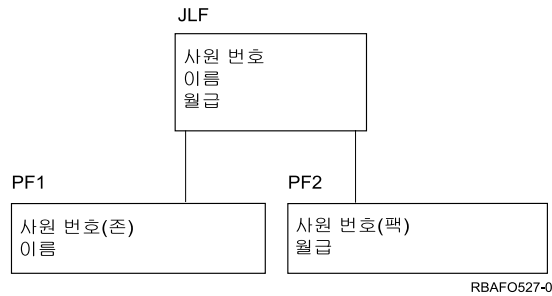 JLF
사원 번호
이름
월급
PF1
사원 번호(존)
이름
PF2
사원 번호(팩)
월급
RBAFO527-0